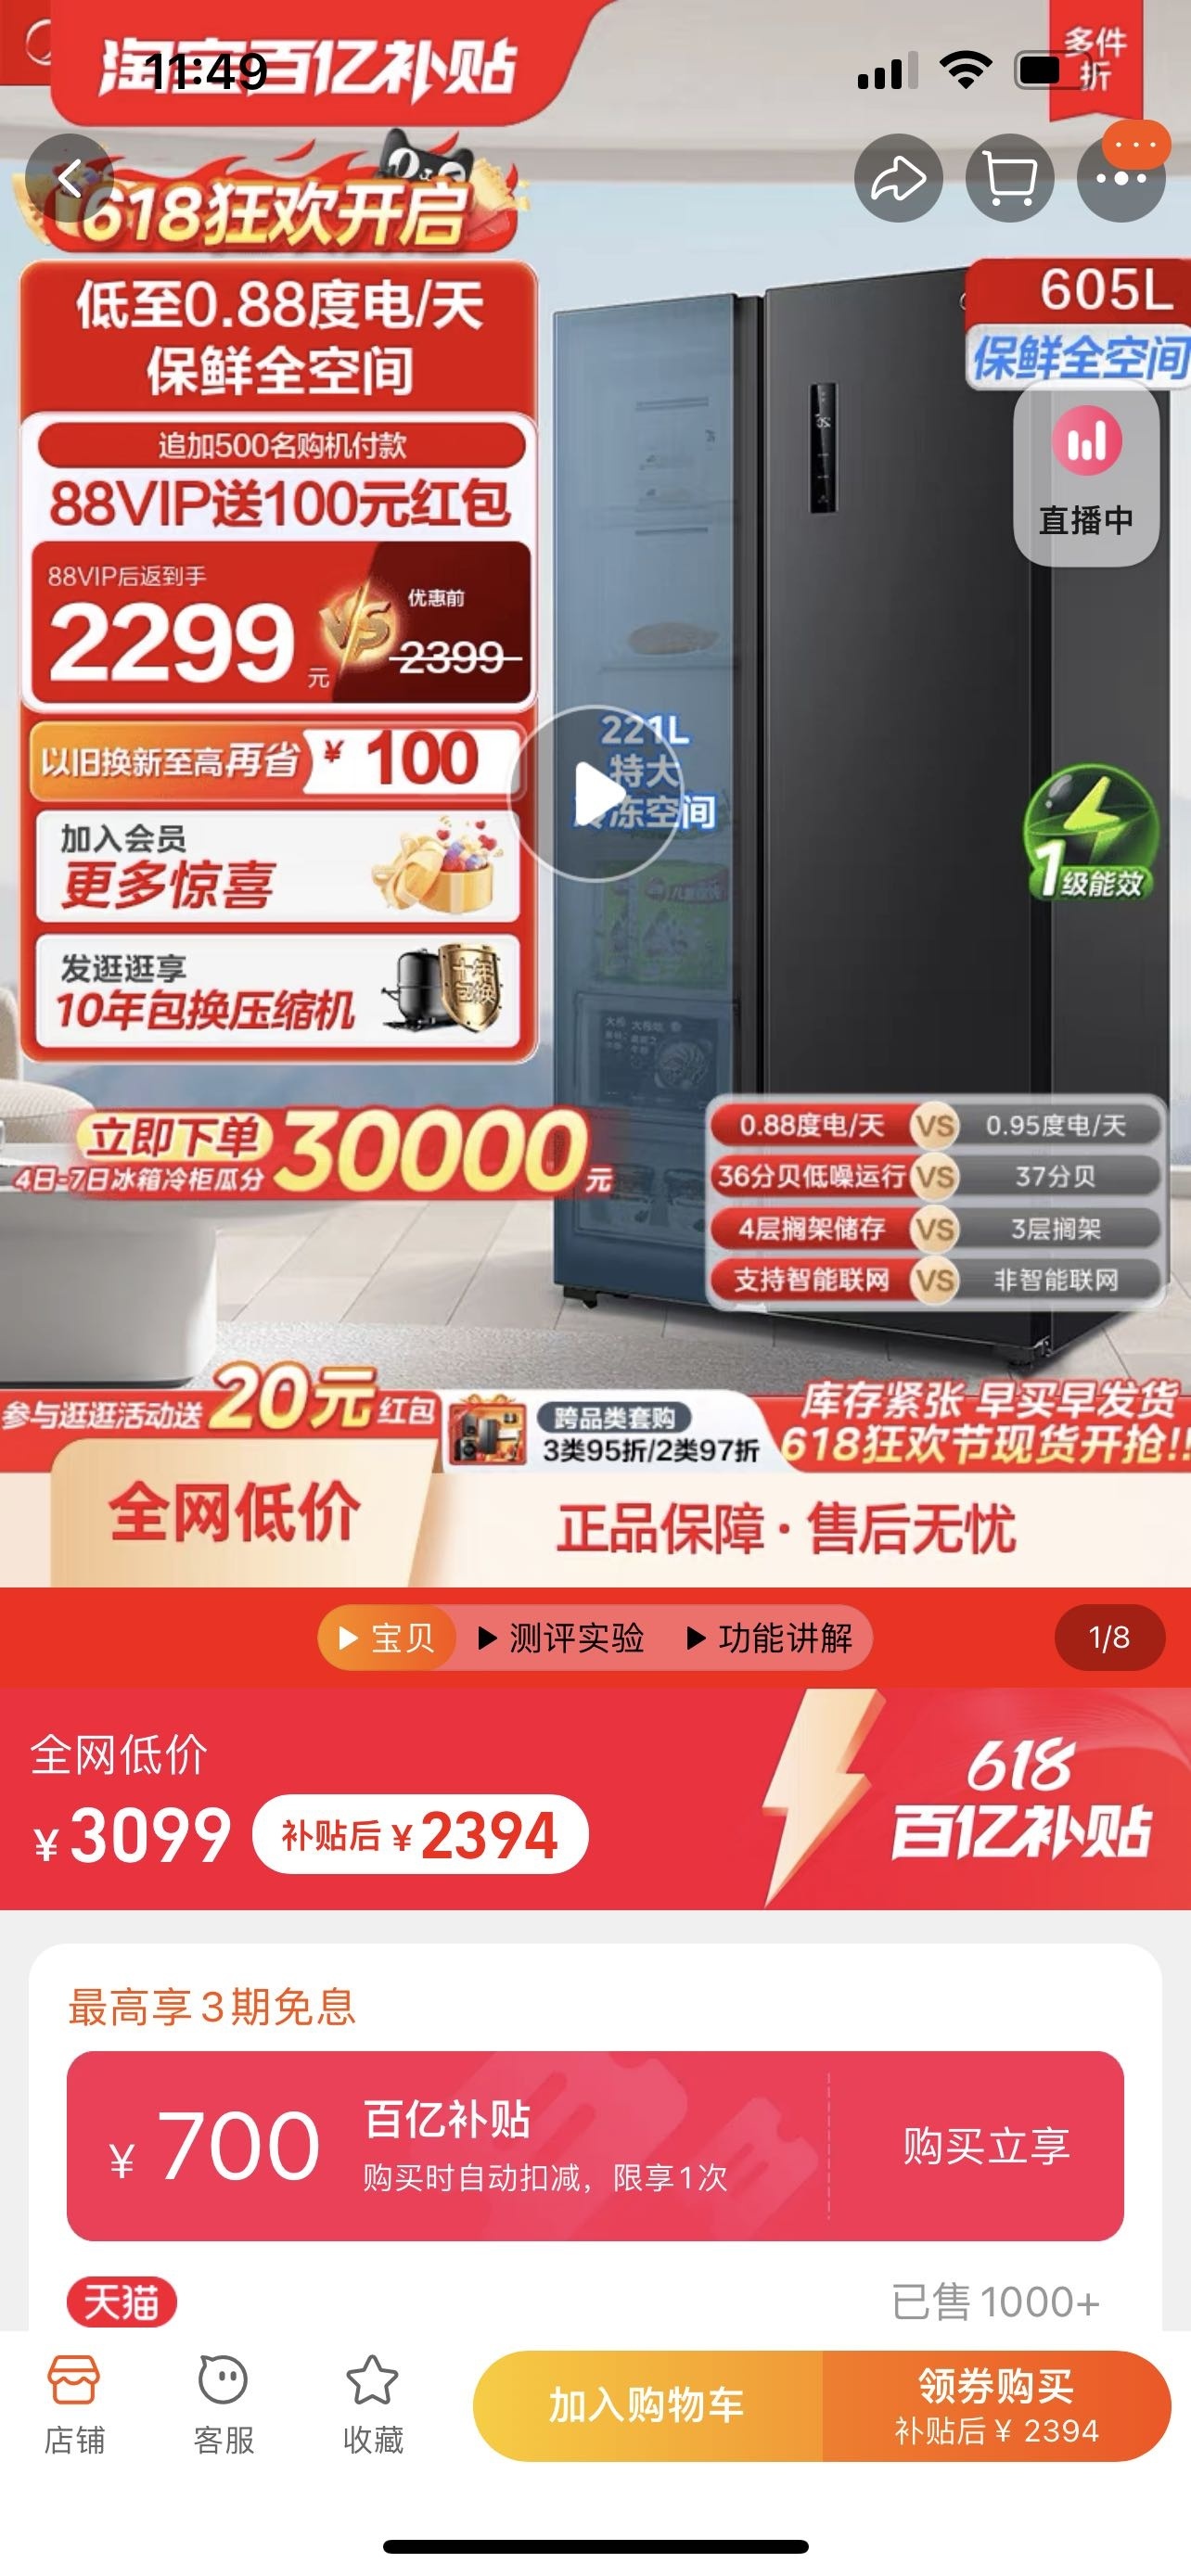 淘宝百亿补贴
11:49
多件
折
618狂欢开启
低至0.88度电/天
保鲜全空间
追加500名购机付款
88VIP送100元红包
88VIP后返到手
2299元
VS
优惠前
2399
以旧换新至高再省 ¥ 100
加入会员
更多惊喜
发逛逛享
10年包换压缩机
十年
包换
立即下单
4日-7日冰箱冷柜瓜分 30000元
605L
保鲜全空间
直播中
221L
特大
冷冻空间
1级能效
0.88度电/天 VS 0.95度电/天
36分贝低噪运行 VS 37分贝
4层搁架储存 VS 3层搁架
支持智能联网 VS 非智能联网
参与逛逛活动送20元红包
跨品类套购
3类95折/2类97折
库存紧张 早买早发货
618狂欢节现货开抢!!
全网低价
正品保障·售后无忧
宝贝
测评实验
功能讲解
1/8
全网低价
¥3099 补贴后¥2394
618
百亿补贴
最高享3期免息
¥700
百亿补贴
购买时自动扣减，限享1次
购买立享
天猫
已售1000+
店铺
客服
收藏
加入购物车
领券购买
补贴后¥ 2394